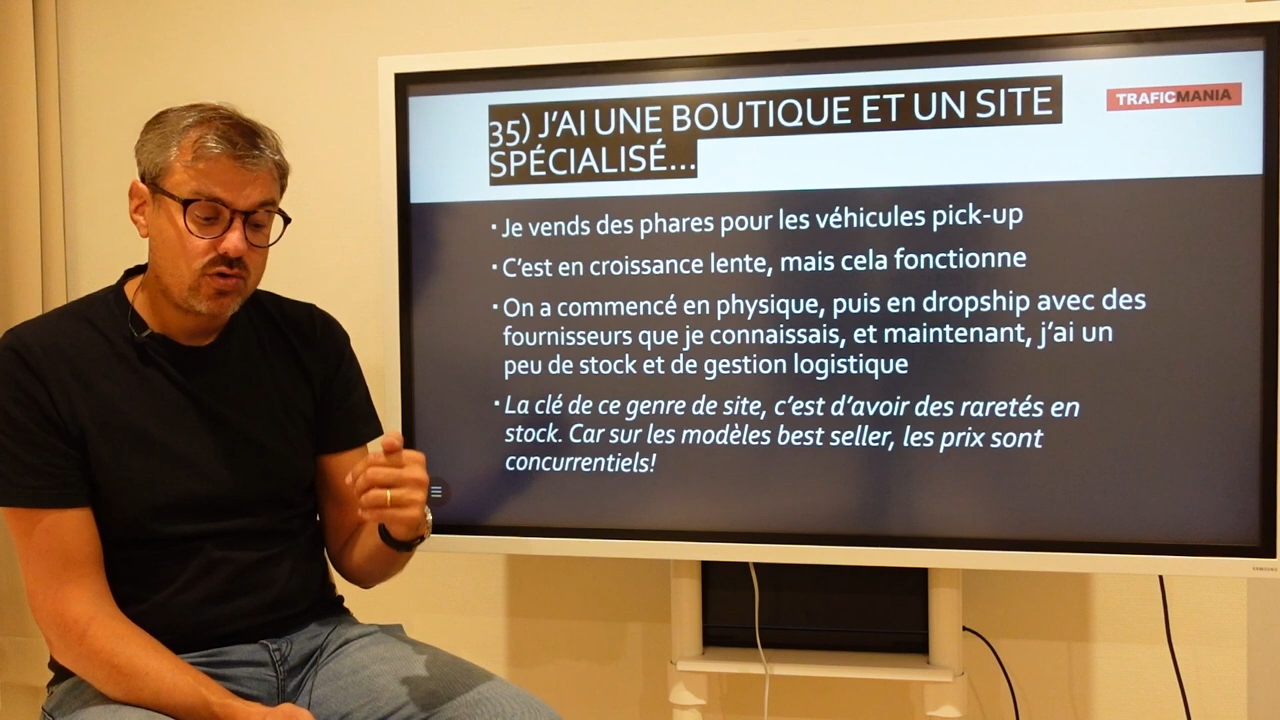 35) J'AI UNE BOUTIQUE ET UN SITE
SPÉCIALISÉ...
TRAFICMANIA
▪ Je vends des phares pour les véhicules pick-up
▪ C'est en croissance lente, mais cela fonctionne
▪ On a commencé en physique, puis en dropship avec des
fournisseurs que je connaissais, et maintenant, j'ai un
peu de stock et de gestion logistique
▪ La clé de ce genre de site, c'est d'avoir des raretés en
stock. Car sur les modèles best seller, les prix sont
concurrentiels!
SAMSUNG